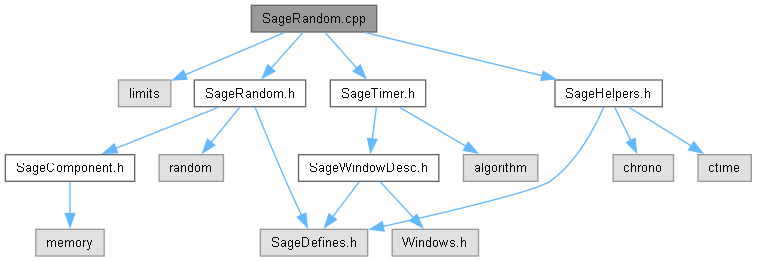 SageRandom.cpp
limits
SageRandom.h
SageTimer.h
SageHelpers.h
SageComponent.h
random
SageWindowDesc.h
algorithm
chrono
ctime
memory
SageDefines.h
Windows.h